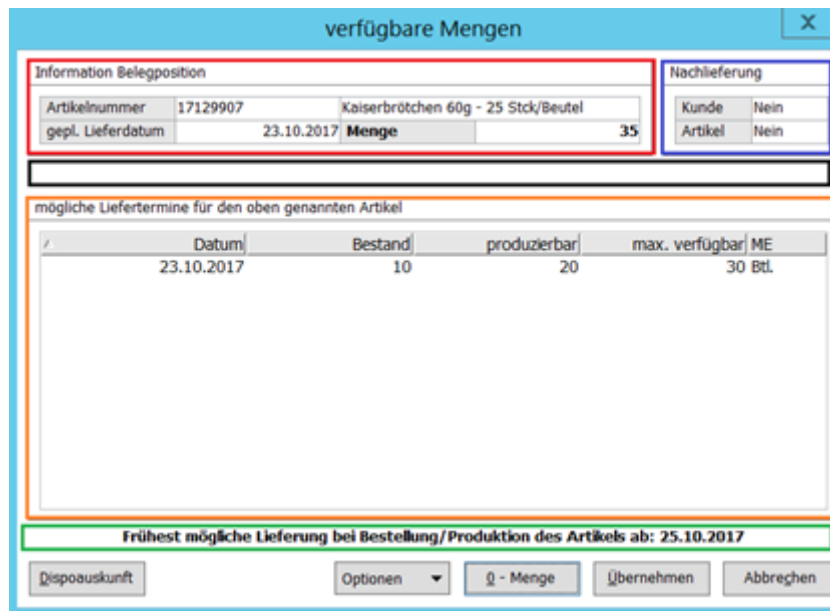 verfügbare Mengen
X
Information Belegposition
Nachlieferung
Artikelnummer 17129907 Kaiserbrötchen 60g - 25 Stck/Beutel
Kunde Nein
gepl. Lieferdatum 23.10.2017 Menge 35
Artikel Nein
mögliche Liefertermine für den oben genannten Artikel
Datum Bestand produzierbar max. verfügbar ME
23.10.2017 10 20 30 Btl.
Frühest mögliche Lieferung bei Bestellung/Produktion des Artikels ab: 25.10.2017
Dispoauskunft Optionen 0 - Menge Übernehmen Abbrechen